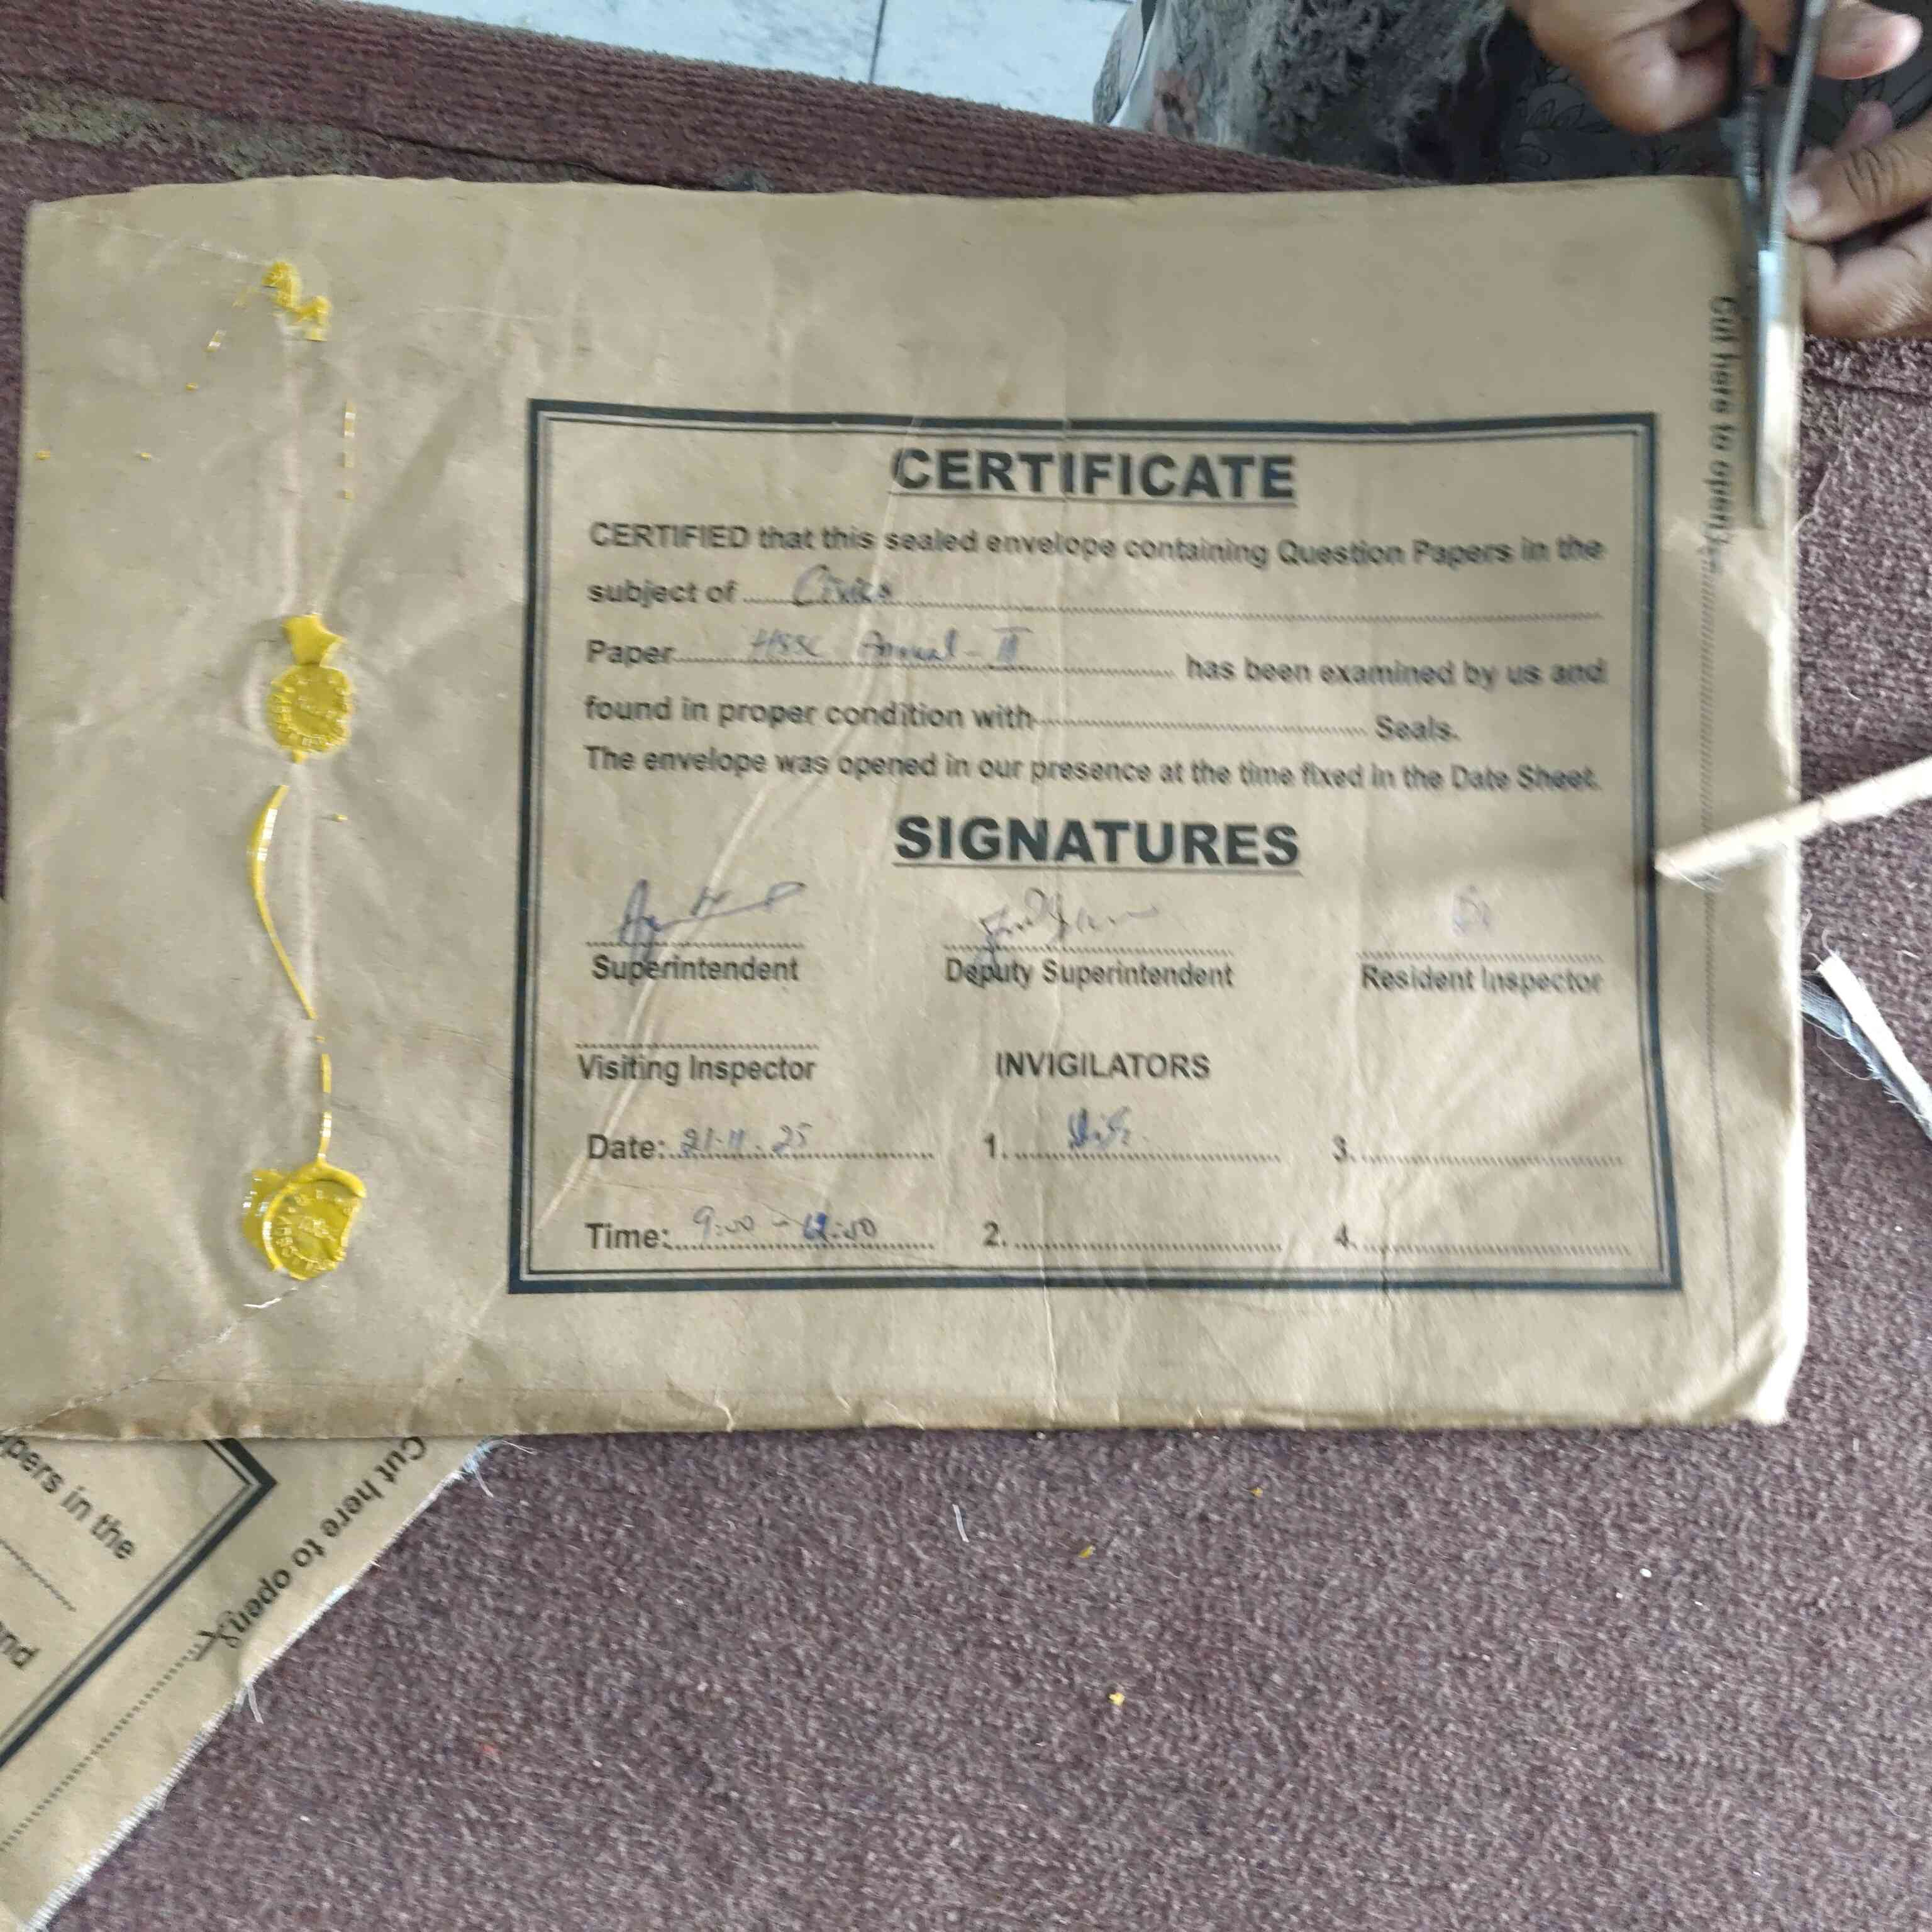 Cut here to open
CERTIFICATE
CERTIFIED that this sealed envelope containing Question Papers in the
subject of Civics
Paper HSSC Annual - II has been examined by us and
found in proper condition with Seals.
The envelope was opened in our presence at the time fixed in the Date Sheet.
SIGNATURES
Superintendent Deputy Superintendent Resident Inspector
Visiting Inspector INVIGILATORS
Date: 21.11.25 1. 3.
Time: 9:00 - 12:00 2. 4.
pers in the
nd
Cut here to open